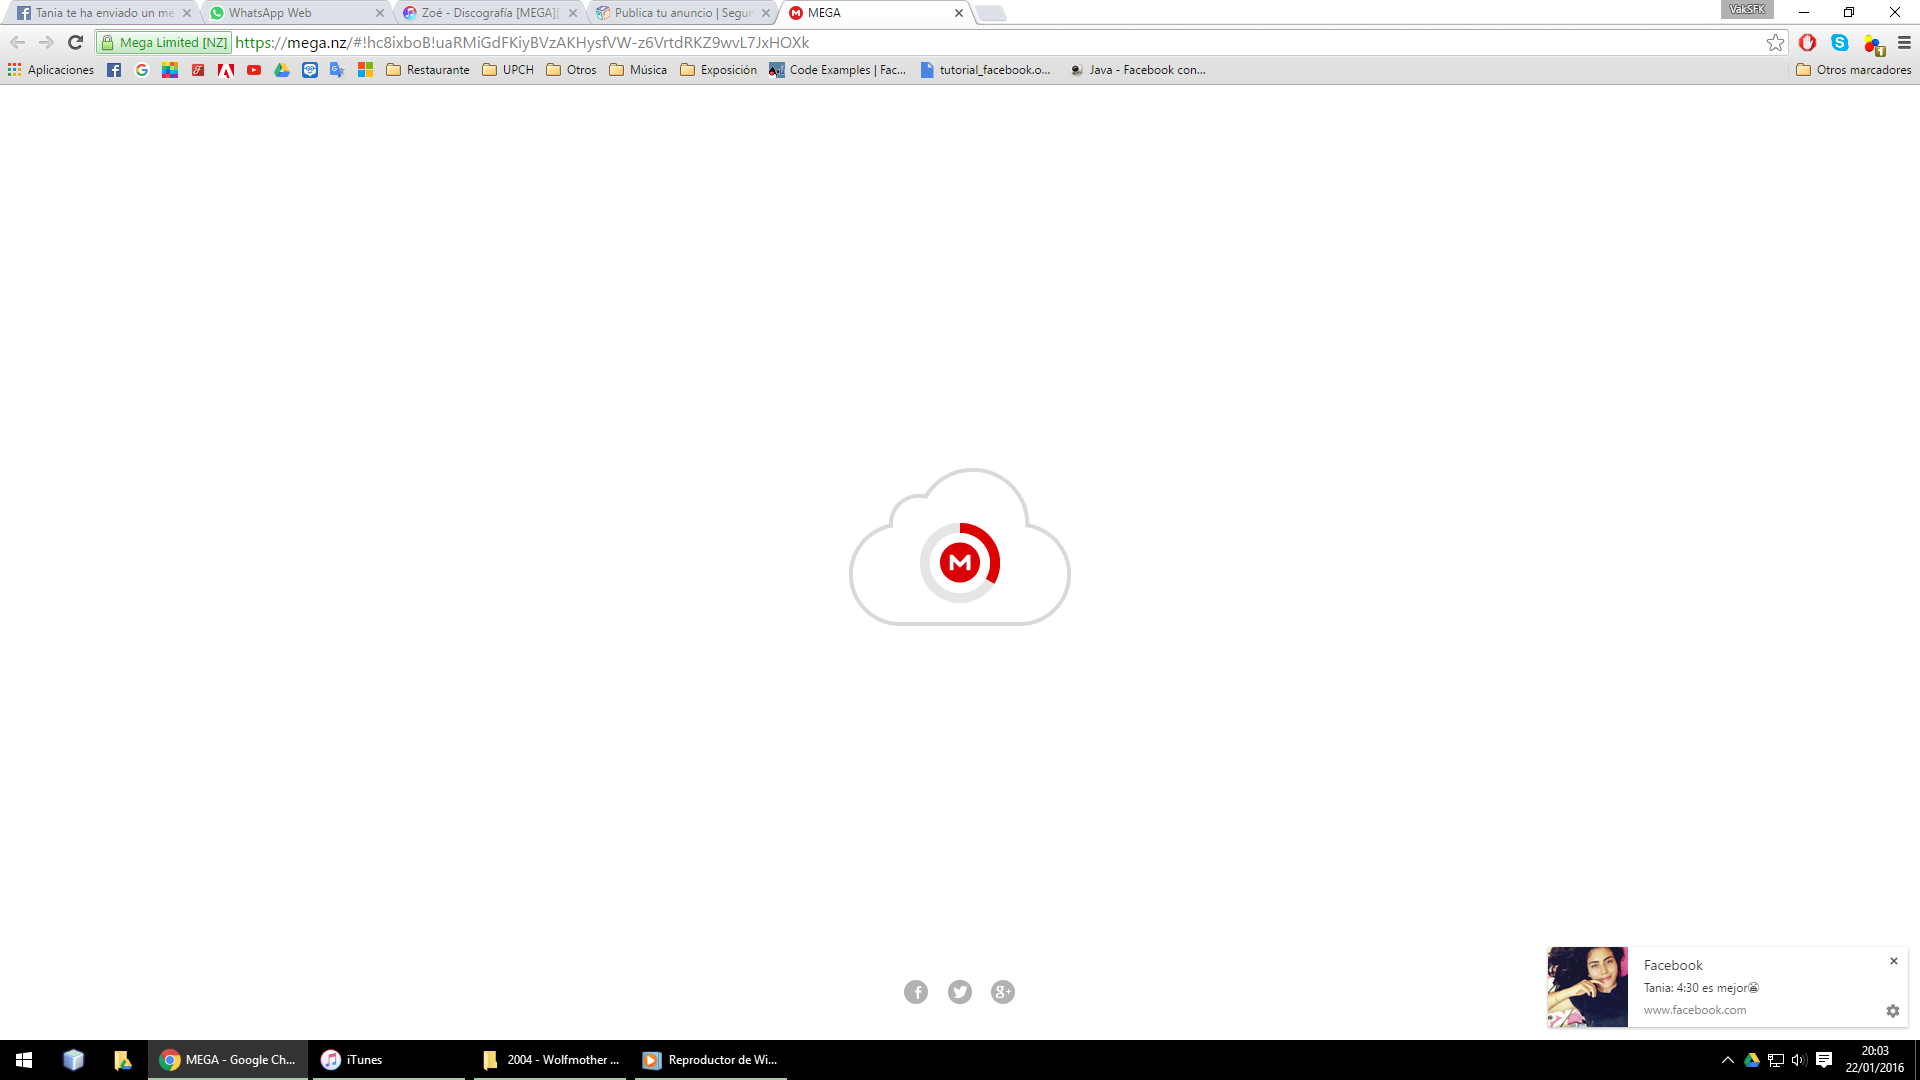 Tania te ha enviado un me
WhatsApp Web
Zoé - Discografía [MEGA][
Publica tu anuncio | Segun
MEGA
VakSFK
Mega Limited [NZ]
https://mega.nz/#!hc8ixboB!uaRMiGdFKiyBVzAKHysfVW-z6VrtdRKZ9wvL7JxHOXk
Aplicaciones
Restaurante
UPCH
Otros
Música
Exposición
Code Examples | Fac...
tutorial_facebook.o...
Java - Facebook con...
Otros marcadores
M
Facebook
Tania: 4:30 es mejor😁
www.facebook.com
MEGA - Google Ch...
iTunes
2004 - Wolfmother ...
Reproductor de Wi...
20:03
22/01/2016